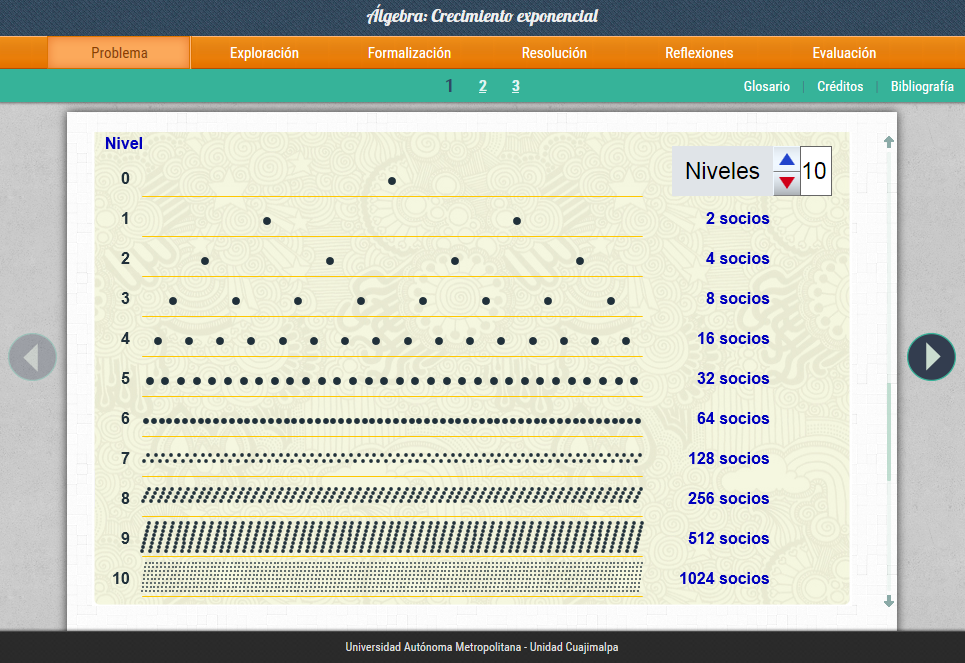 Álgebra: Crecimiento exponencial
Problema Exploración Formalización Resolución Reflexiones Evaluación
1 2 3 Glosario | Créditos | Bibliografía
Nivel
Niveles 10
0
1 2 socios
2 4 socios
3 8 socios
4 16 socios
5 32 socios
6 64 socios
7 128 socios
8 256 socios
9 512 socios
10 1024 socios
Universidad Autónoma Metropolitana - Unidad Cuajimalpa